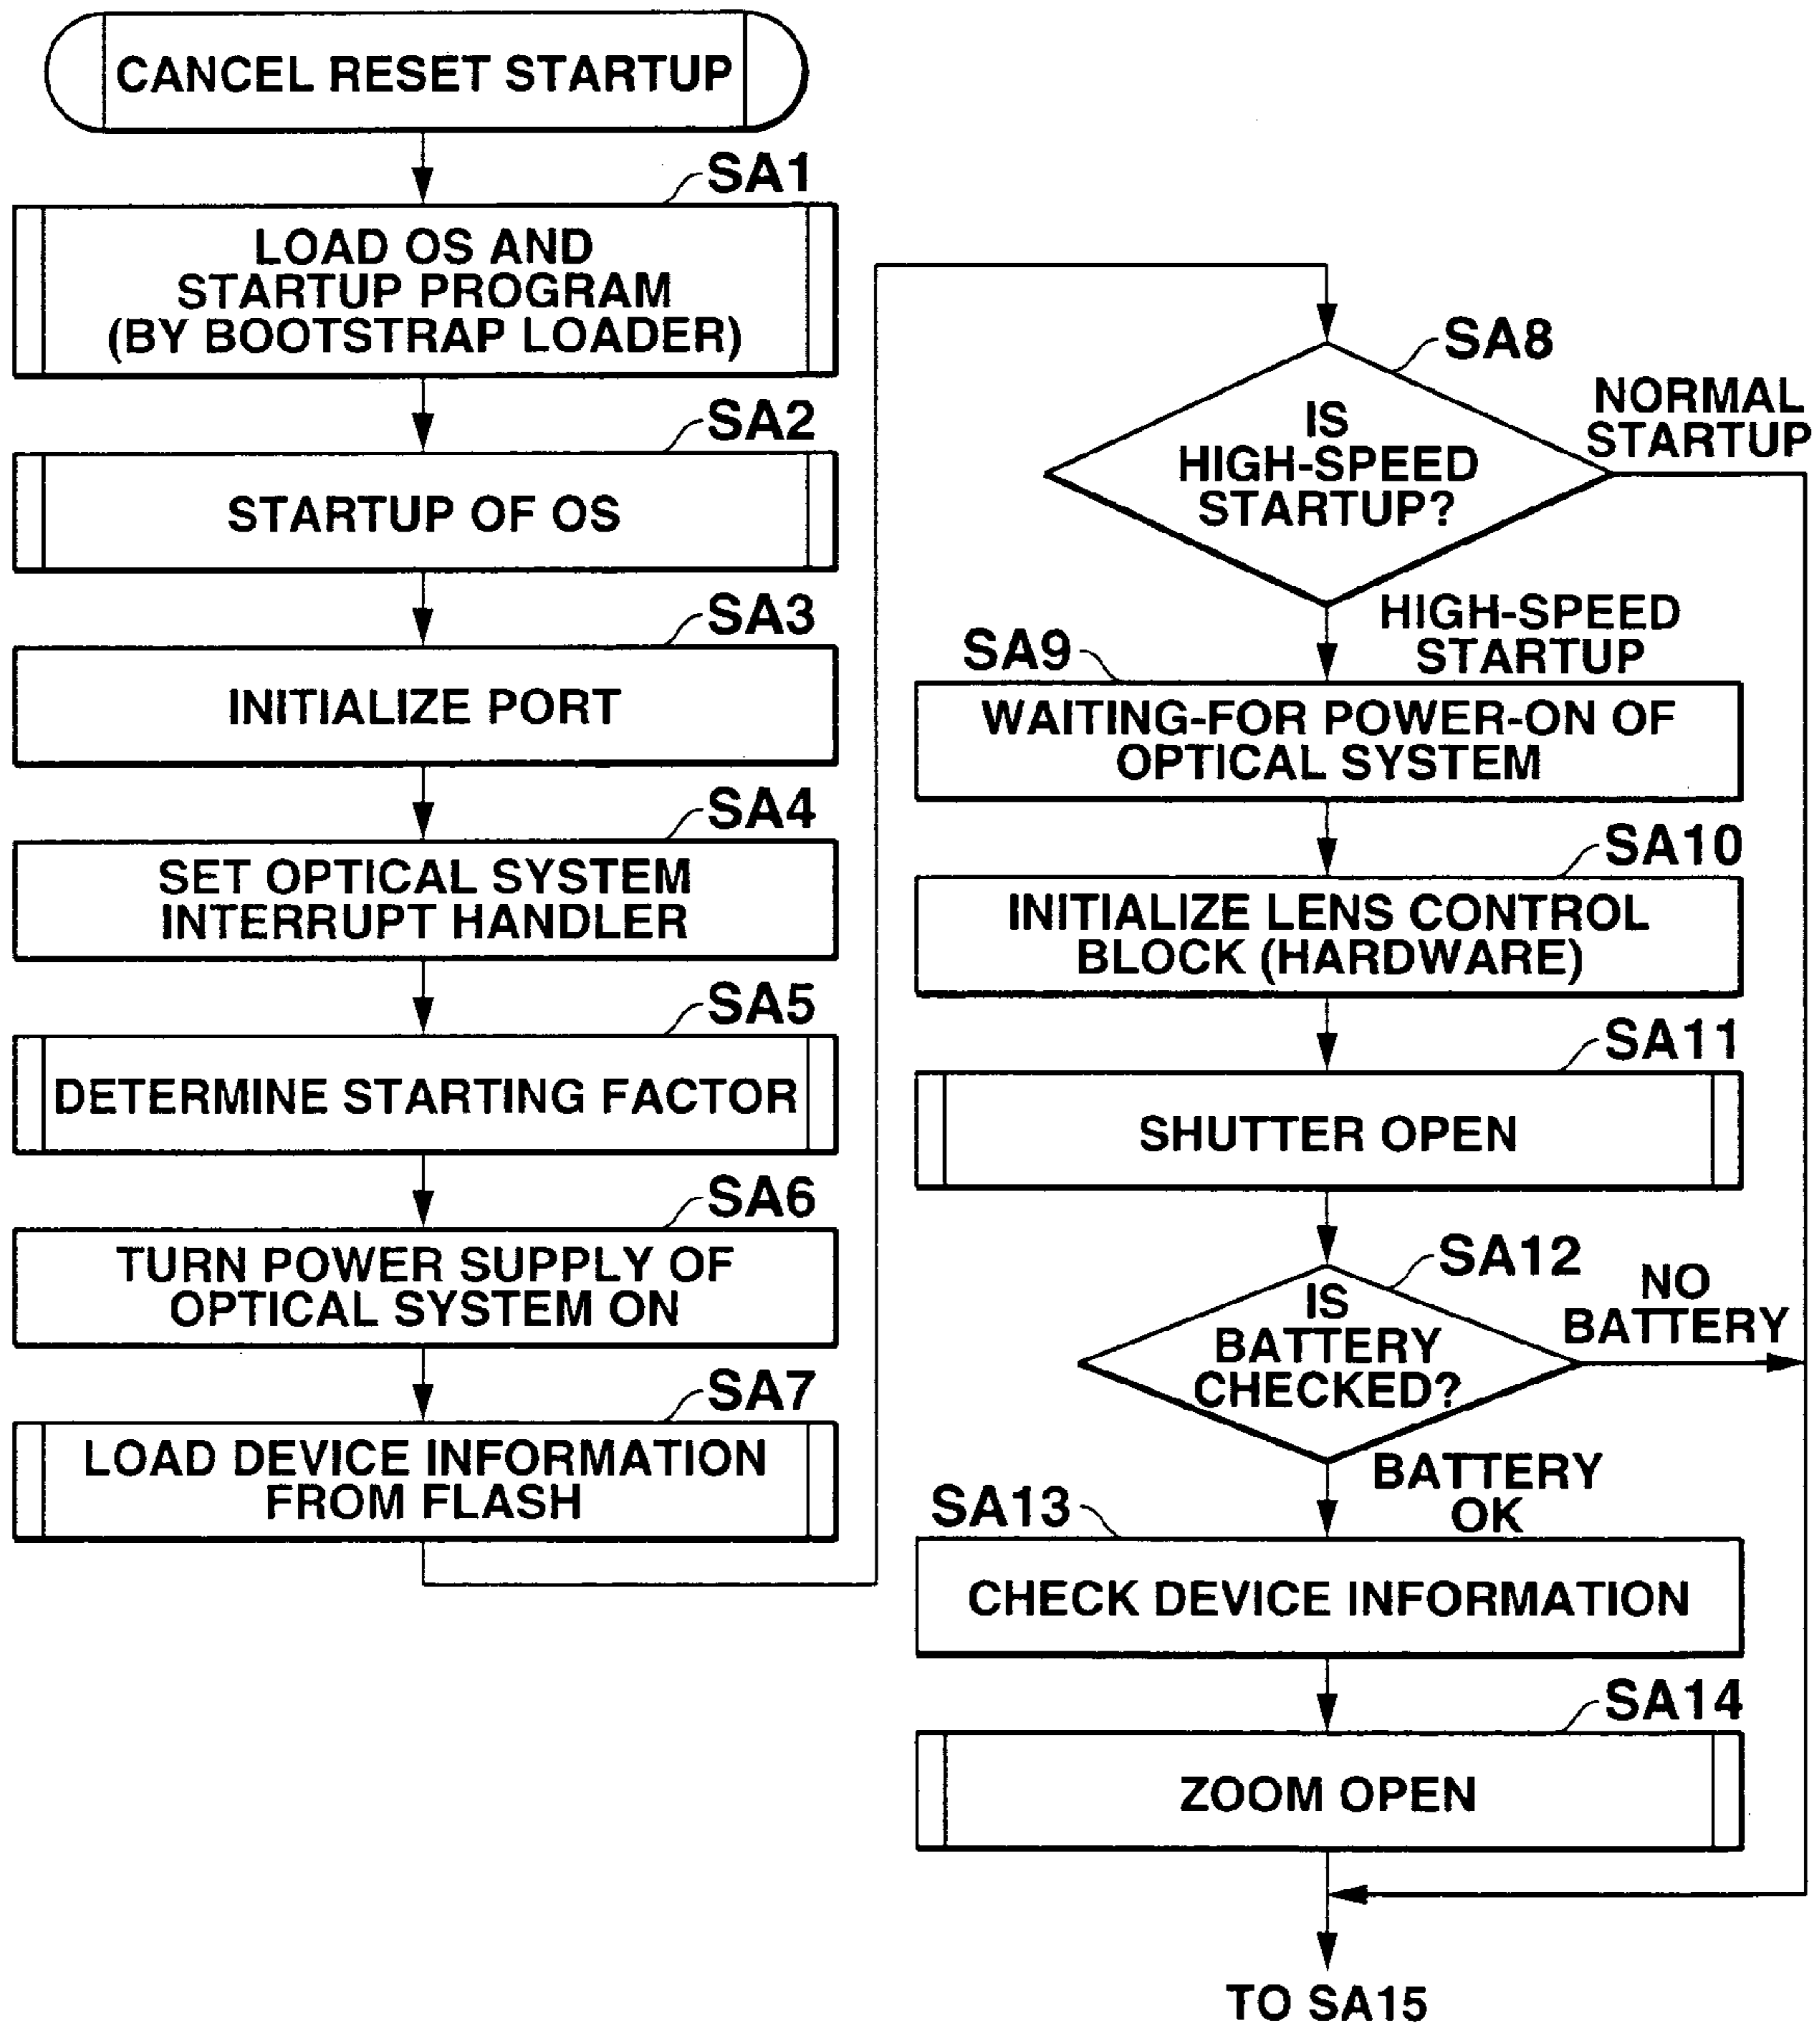 CANCEL RESET STARTUP
SA1
LOAD OS AND
STARTUP PROGRAM
(BY BOOTSTRAP LOADER)
SA2
STARTUP OF OS
SA3
INITIALIZE PORT
SA4
SET OPTICAL SYSTEM
INTERRUPT HANDLER
SA5
DETERMINE STARTING FACTOR
SA6
TURN POWER SUPPLY OF
OPTICAL SYSTEM ON
SA7
LOAD DEVICE INFORMATION
FROM FLASH
SA8
IS
HIGH-SPEED
STARTUP?
NORMAL
STARTUP
HIGH-SPEED
STARTUP
SA9
WAITING-FOR POWER-ON OF
OPTICAL SYSTEM
SA10
INITIALIZE LENS CONTROL
BLOCK (HARDWARE)
SA11
SHUTTER OPEN
SA12
IS
BATTERY
CHECKED?
NO
BATTERY
BATTERY
OK
SA13
CHECK DEVICE INFORMATION
SA14
ZOOM OPEN
TO SA15